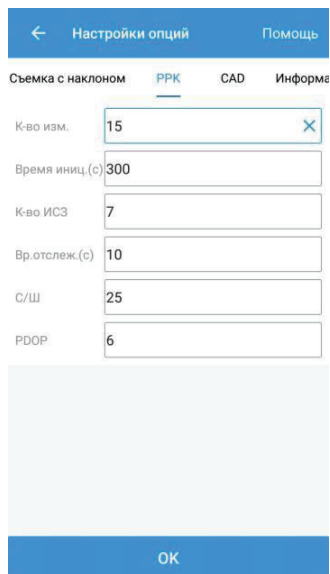 ← Настройки опций Помощь
Съемка с наклоном PPK CAD Информа
К-во изм. 15
Время иниц.(с) 300
К-во ИСЗ 7
Вр.отслеж.(с) 10
С/Ш 25
PDOP 6
OK